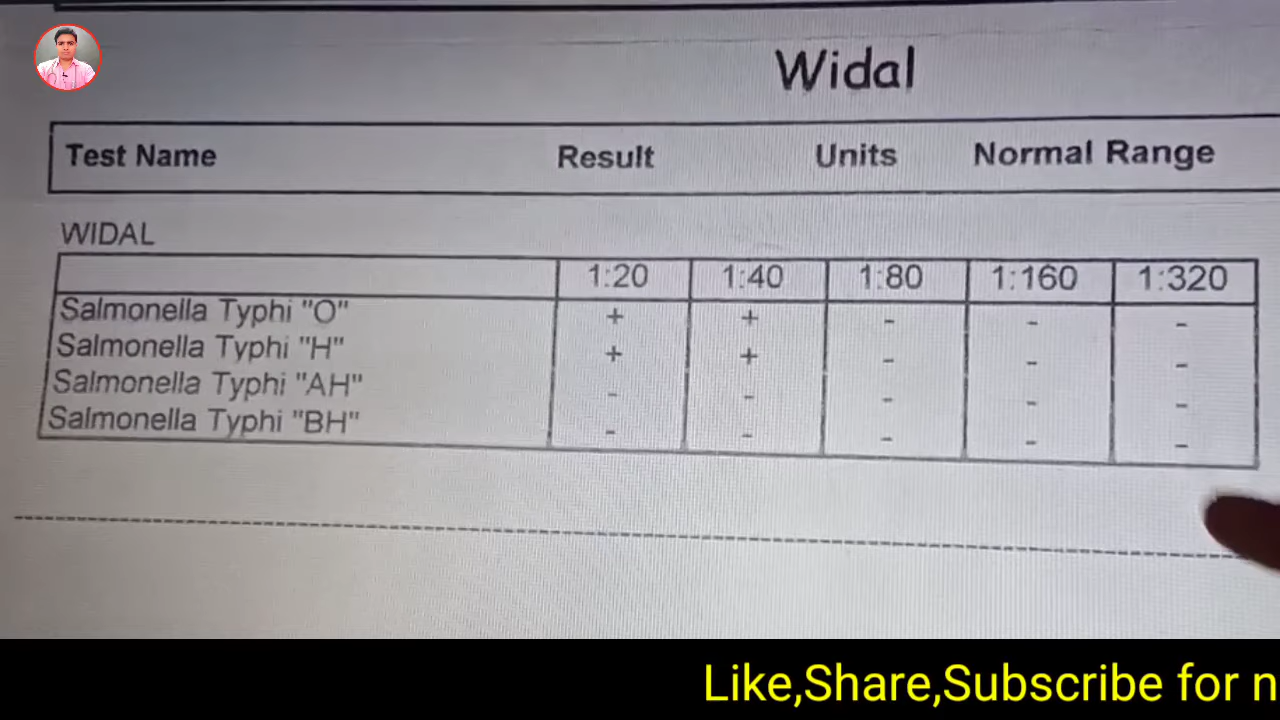 Widal
Test Name Result Units Normal Range
WIDAL
1:20 1:40 1:80 1:160 1:320
Salmonella Typhi "O" + + - - -
Salmonella Typhi "H" + + - - -
Salmonella Typhi "AH" - - - - -
Salmonella Typhi "BH" - - - - -
Like,Share,Subscribe for n